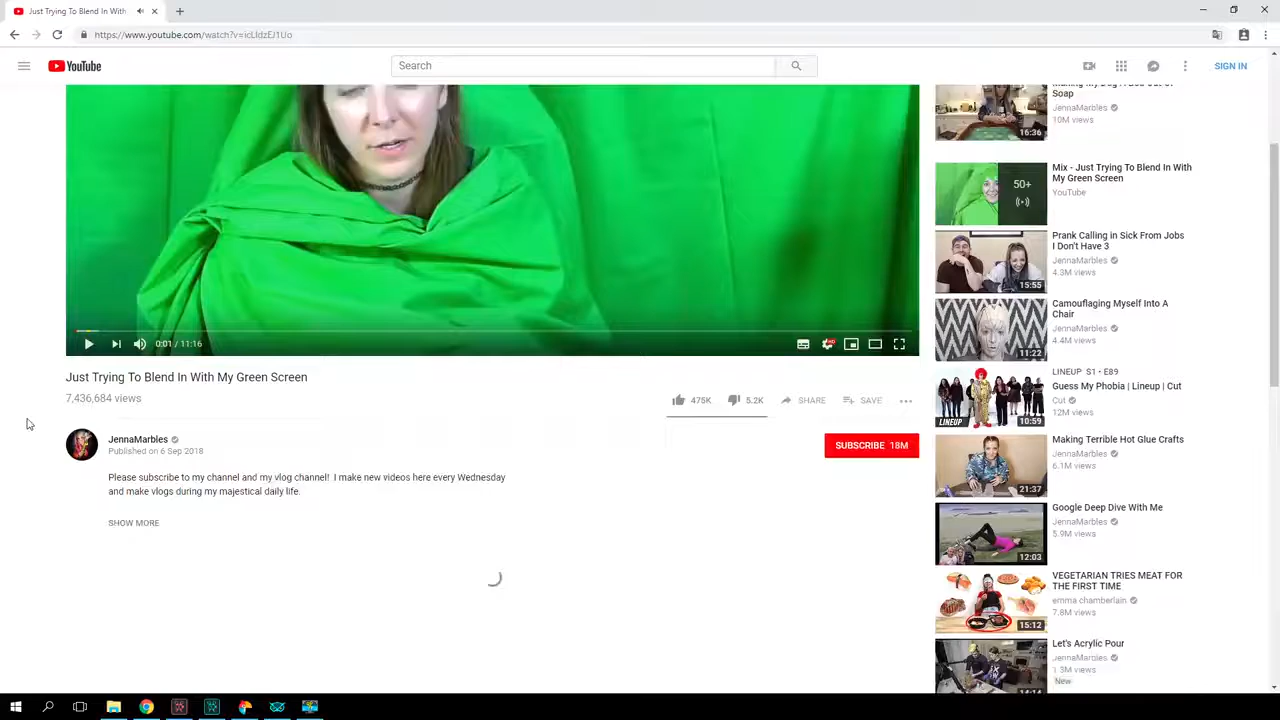 Just Trying To Blend In With
https://www.youtube.com/watch?v=icLIdzEJ1Uo
YouTube
Search
SIGN IN
0:01 / 11:16
HD
Just Trying To Blend In With My Green Screen
7,436,684 views
475K
5.2K
SHARE
SAVE
JennaMarbles
Published on 6 Sep 2018
SUBSCRIBE 18M
Please subscribe to my channel and my vlog channel! I make new videos here every Wednesday
and make vlogs during my majestical daily life.
SHOW MORE
Soap
JennaMarbles
10M views
16:36
Mix - Just Trying To Blend In With
My Green Screen
YouTube
50+
Prank Calling in Sick From Jobs
I Don't Have 3
JennaMarbles
4.3M views
15:55
Camouflaging Myself Into A
Chair
JennaMarbles
4.4M views
11:22
LINEUP S1 • E89
Guess My Phobia | Lineup | Cut
Cut
12M views
LINEUP
10:59
Making Terrible Hot Glue Crafts
JennaMarbles
6.1M views
21:37
Google Deep Dive With Me
JennaMarbles
5.9M views
12:03
VEGETARIAN TRIES MEAT FOR
THE FIRST TIME
emma chamberlain
7.8M views
15:12
Let's Acrylic Pour
JennaMarbles
1.3M views
New
14:14